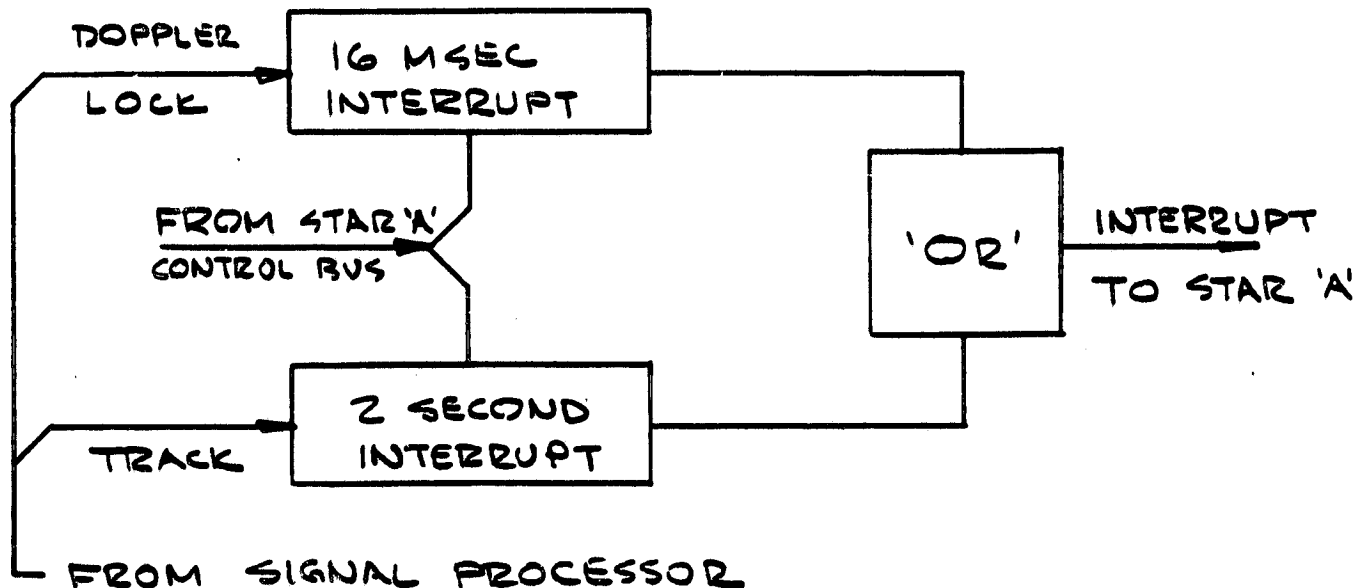 DOPPLER
LOCK
16 MSEC
INTERRUPT
FROM STAR 'A'
CONTROL BUS
'OR'
INTERRUPT
TO STAR 'A'
2 SECOND
INTERRUPT
TRACK
FROM SIGNAL PROCESSOR